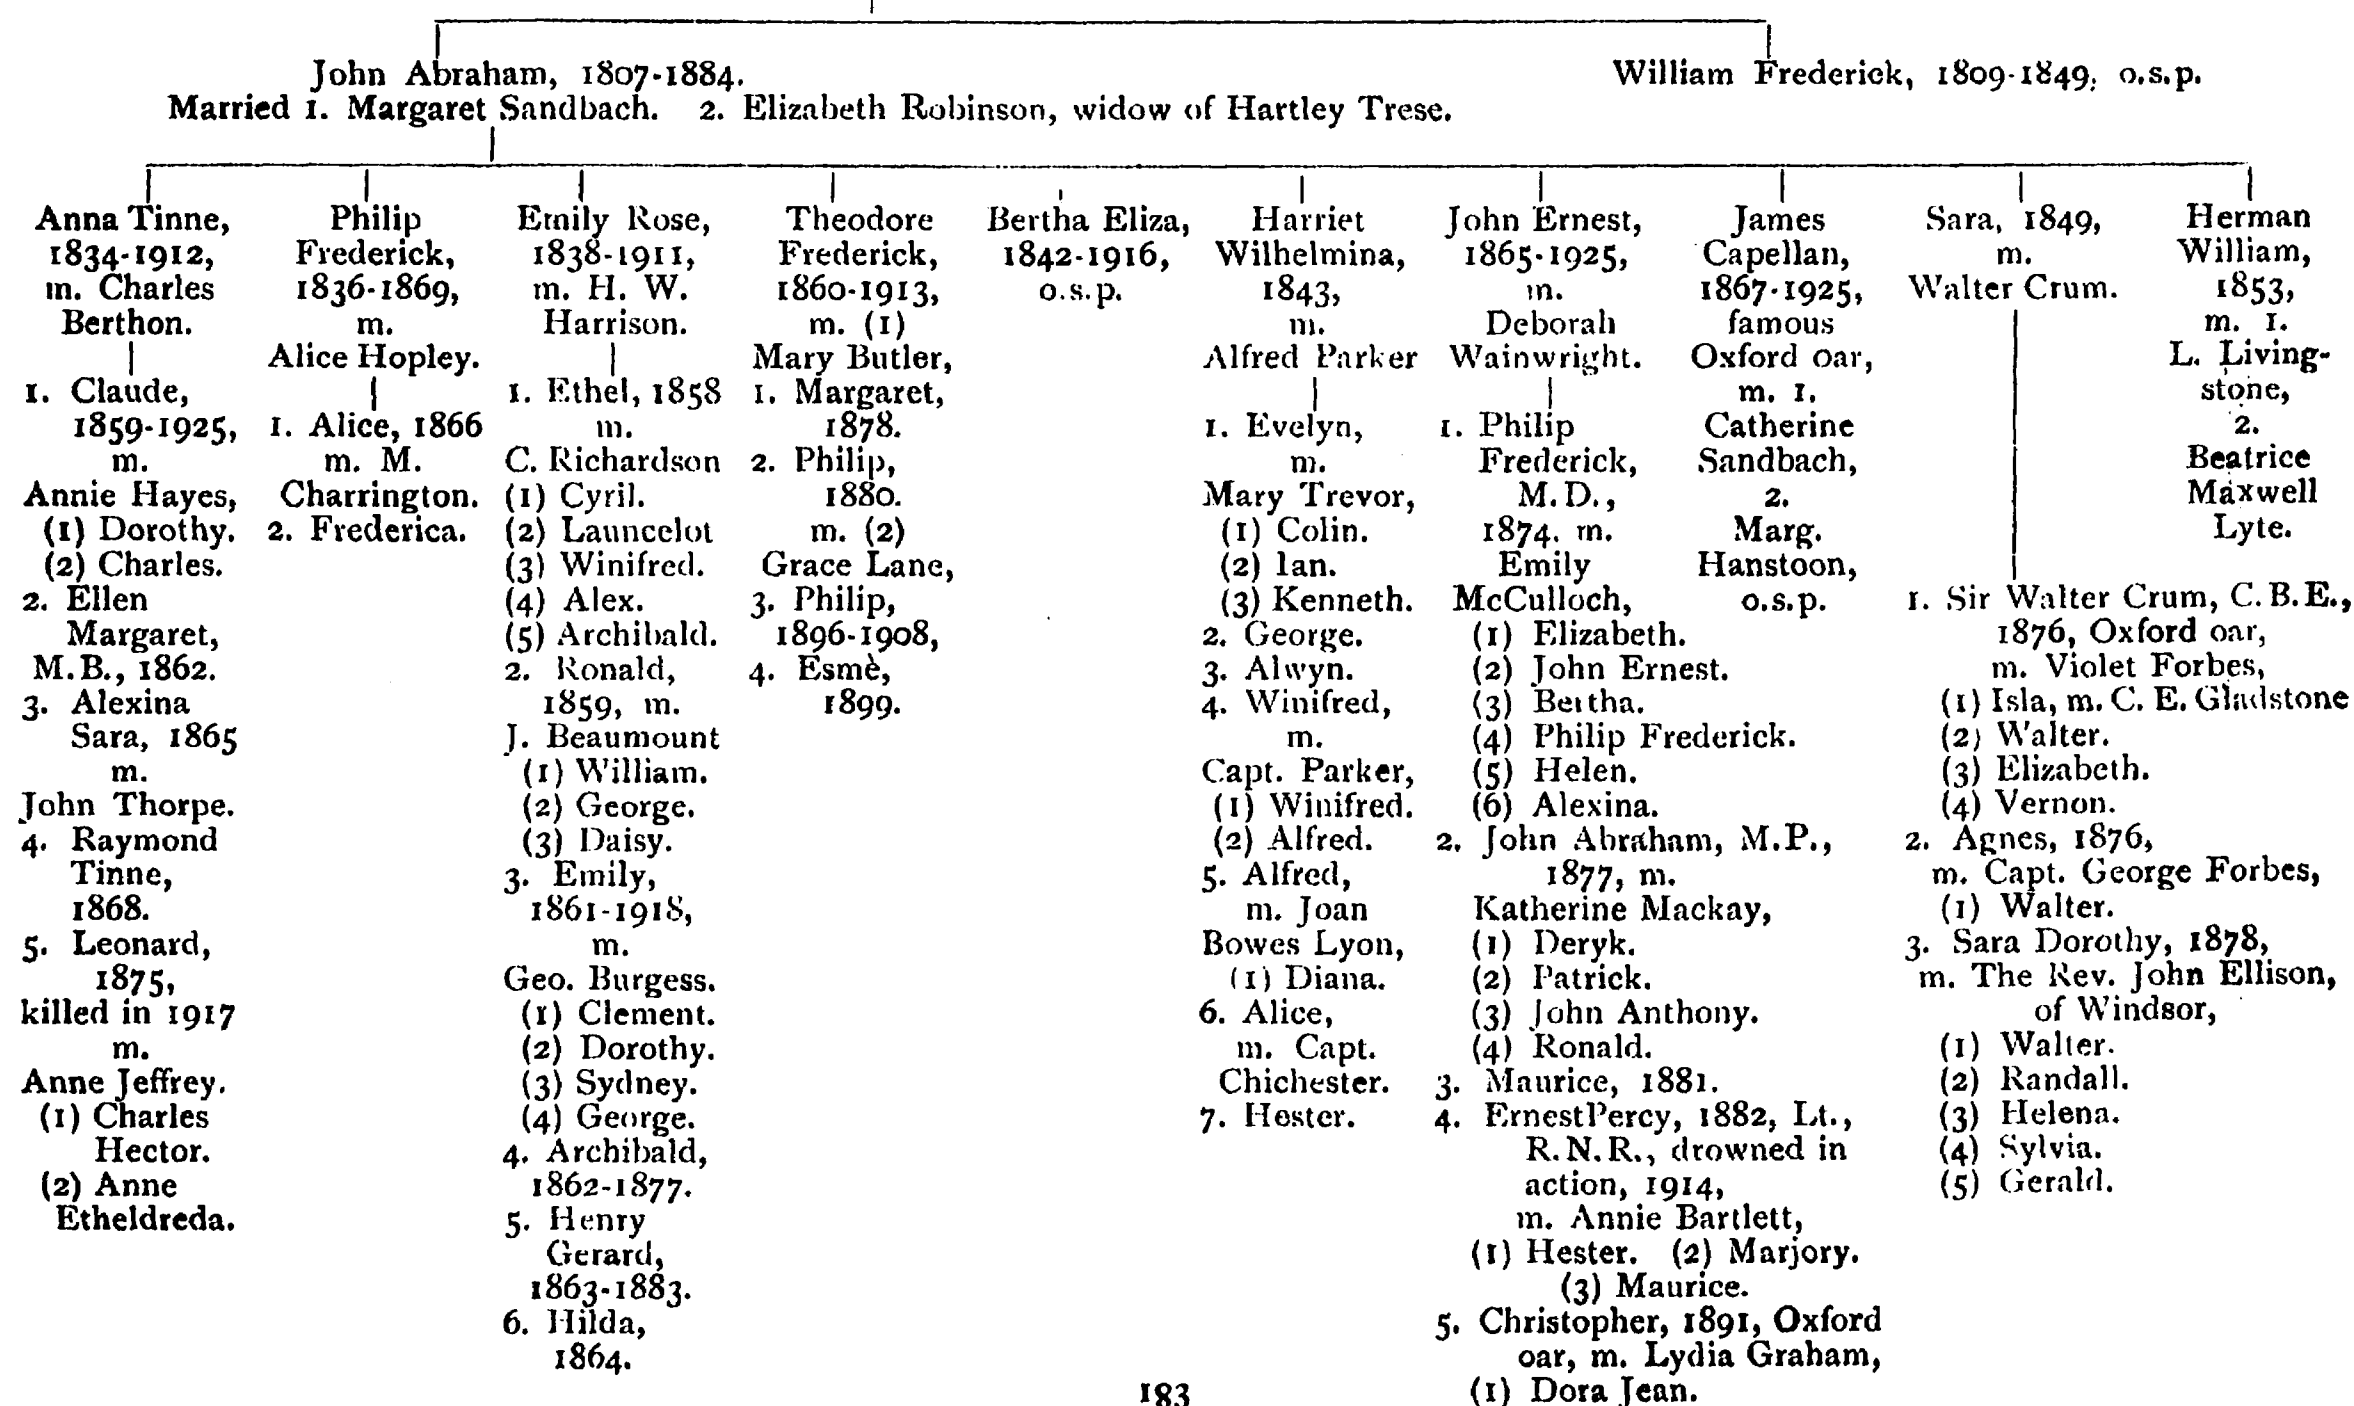 John Abraham, 1807-1884.
William Frederick, 1809-1849, o.s.p.
Married 1. Margaret Sandbach. 2. Elizabeth Robinson, widow of Hartley Trese.
Anna Tinne,
1834-1912,
m. Charles
Berthon.
1. Claude,
1859-1925,
m.
Annie Hayes,
(1) Dorothy.
(2) Charles.
2. Ellen
Margaret,
M.B., 1862.
3. Alexina
Sara, 1865
m.
John Thorpe.
4. Raymond
Tinne,
1868.
5. Leonard,
1875,
killed in 1917
m.
Anne Jeffrey.
(1) Charles
Hector.
(2) Anne
Etheldreda.
Philip
Frederick,
1836-1869,
m.
Alice Hopley.
1. Alice, 1866
m. M.
Charrington.
2. Frederica.
Emily Rose,
1838-1911,
m. H. W.
Harrison.
1. Ethel, 1858
m.
C. Richardson
(1) Cyril.
(2) Launcelot
(3) Winifred.
(4) Alex.
(5) Archibald.
2. Ronald,
1859, m.
J. Beaumount
(1) William.
(2) George.
(3) Daisy.
3. Emily,
1861-1918,
m.
Geo. Burgess.
(1) Clement.
(2) Dorothy.
(3) Sydney.
(4) George.
4. Archibald,
1862-1877.
5. Henry
Gerard,
1863-1883.
6. Hilda,
1864.
Theodore
Frederick,
1860-1913,
m. (1)
Mary Butler,
1. Margaret,
1878.
2. Philip,
1880.
m. (2)
Grace Lane,
3. Philip,
1896-1908,
4. Esmè,
1899.
Bertha Eliza,
1842-1916,
o.s.p.
Harriet
Wilhelmina,
1843,
m.
Alfred Parker
1. Evelyn,
m.
Mary Trevor,
(1) Colin.
(2) Ian.
(3) Kenneth.
2. George.
3. Alwyn.
4. Winifred,
m.
Capt. Parker,
(1) Winifred.
(2) Alfred.
5. Alfred,
m. Joan
Bowes Lyon,
(1) Diana.
6. Alice,
m. Capt.
Chichester.
7. Hester.
John Ernest,
1865-1925,
m.
Deborah
Wainwright.
1. Philip
Frederick,
M.D.,
1874. m.
Emily
McCulloch,
(1) Elizabeth.
(2) John Ernest.
(3) Bertha.
(4) Philip Frederick.
(5) Helen.
(6) Alexina.
2. John Abraham, M.P.,
1877, m.
Katherine Mackay,
(1) Deryk.
(2) Patrick.
(3) John Anthony.
(4) Ronald.
3. Maurice, 1881.
4. Ernest Percy, 1882, Lt.,
R.N.R., drowned in
action, 1914,
m. Annie Bartlett,
(1) Hester. (2) Marjory.
(3) Maurice.
5. Christopher, 1891, Oxford
oar, m. Lydia Graham,
(1) Dora Jean.
James
Capellan,
1867-1925,
famous
Oxford oar,
m. 1.
Catherine
Sandbach,
2.
Marg.
Hanstoon,
o.s.p.
Sara, 1849,
m.
Walter Crum.
1. Sir Walter Crum, C.B.E.,
1876, Oxford oar,
m. Violet Forbes,
(1) Isla, m. C. E. Gladstone
(2) Walter.
(3) Elizabeth.
(4) Vernon.
2. Agnes, 1876,
m. Capt. George Forbes,
(1) Walter.
3. Sara Dorothy, 1878,
m. The Rev. John Ellison,
of Windsor,
(1) Walter.
(2) Randall.
(3) Helena.
(4) Sylvia.
(5) Gerald.
Herman
William,
1853,
m. 1.
L. Living-
stone,
2.
Beatrice
Maxwell
Lyte.
183